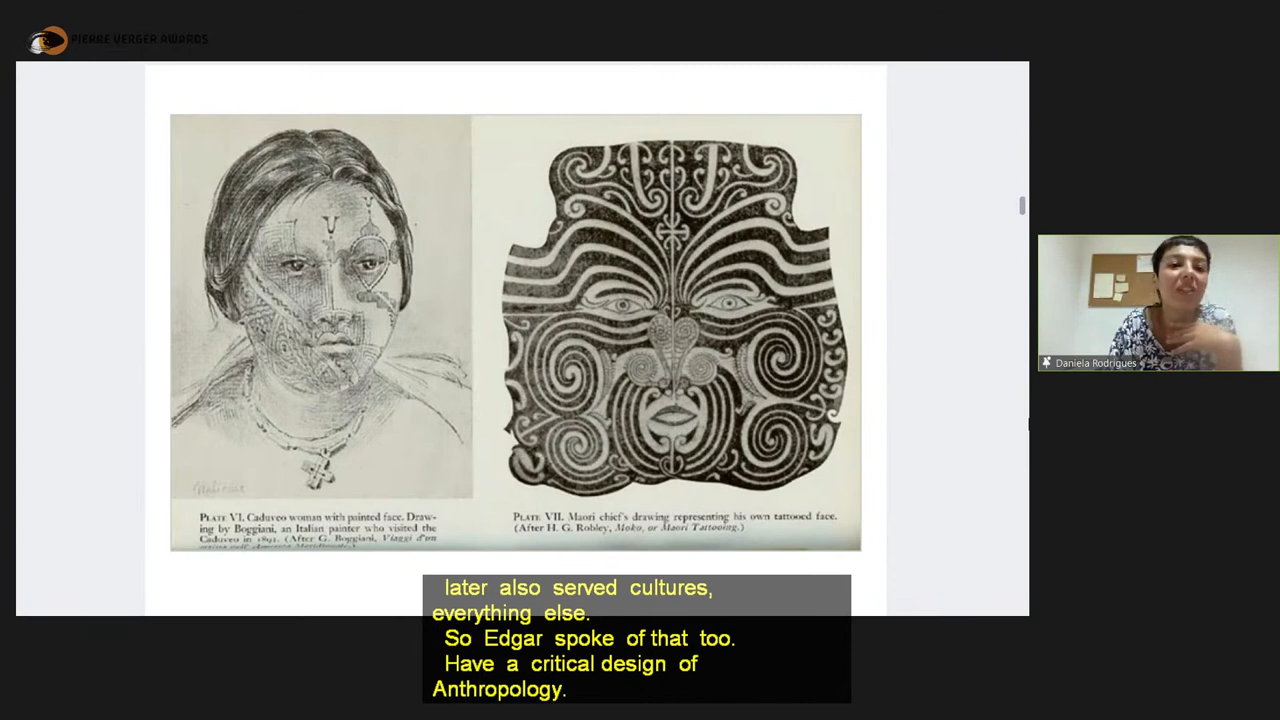 PIERRE VERGER AWARDS
PLATE VI. Caduveo woman with painted face. Draw-
ing by Boggiani, an Italian painter who visited the
Caduveo in 1891. (After G. Boggiani, Viaggi d'un
PLATE VII. Maori chief's drawing representing his own tattooed face.
(After H. G. Robley, Moko, or Maori Tattooing.)
Daniela Rodrigues
later also served cultures,
everything else.
So Edgar spoke of that too.
Have a critical design of
Anthropology.